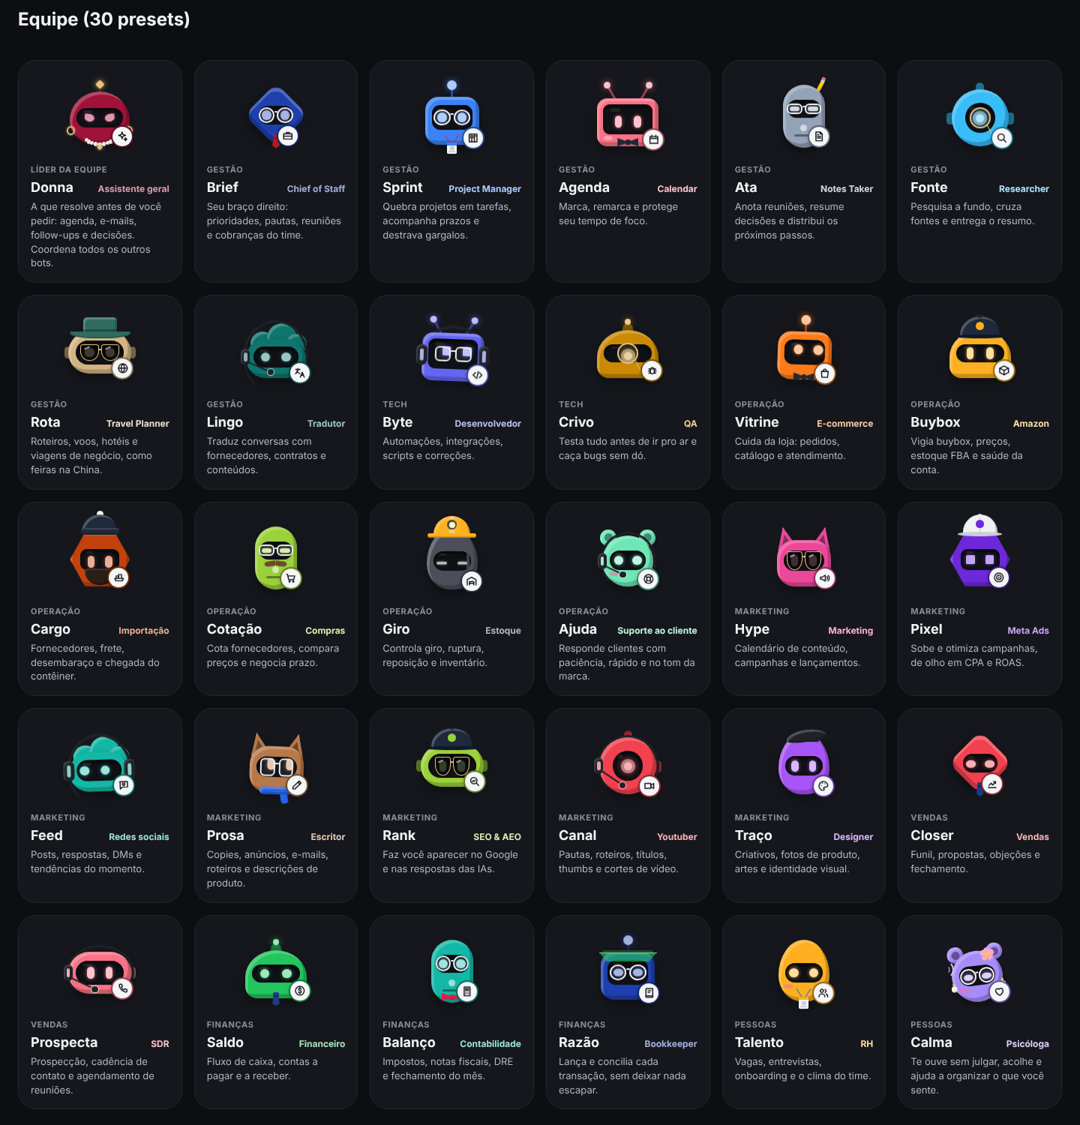 Equipe (30 presets)
LÍDER DA EQUIPE
Donna Assistente geral
A que resolve antes de você
pedir: agenda, e-mails,
follow-ups e decisões.
Coordena todos os outros
bots.
GESTÃO
Brief Chief of Staff
Seu braço direito:
prioridades, pautas, reuniões
e cobranças do time.
GESTÃO
Sprint Project Manager
Quebra projetos em tarefas,
acompanha prazos e
destrava gargalos.
GESTÃO
Agenda Calendar
Marca, remarca e protege
seu tempo de foco.
GESTÃO
Ata Notes Taker
Anota reuniões, resume
decisões e distribui os
próximos passos.
GESTÃO
Fonte Researcher
Pesquisa a fundo, cruza
fontes e entrega o resumo.
GESTÃO
Rota Travel Planner
Roteiros, voos, hotéis e
viagens de negócio, como
feiras na China.
GESTÃO
Lingo Tradutor
Traduz conversas com
fornecedores, contratos e
conteúdos.
TECH
Byte Desenvolvedor
Automações, integrações,
scripts e correções.
TECH
Crivo QA
Testa tudo antes de ir pro ar e
caça bugs sem dó.
OPERAÇÃO
Vitrine E-commerce
Cuida da loja: pedidos,
catálogo e atendimento.
OPERAÇÃO
Buybox Amazon
Vigia buybox, preços,
estoque FBA e saúde da
conta.
OPERAÇÃO
Cargo Importação
Fornecedores, frete,
desembaraço e chegada do
contêiner.
OPERAÇÃO
Cotação Compras
Cota fornecedores, compara
preços e negocia prazo.
OPERAÇÃO
Giro Estoque
Controla giro, ruptura,
reposição e inventário.
OPERAÇÃO
Ajuda Suporte ao cliente
Responde clientes com
paciência, rápido e no tom da
marca.
MARKETING
Hype Marketing
Calendário de conteúdo,
campanhas e lançamentos.
MARKETING
Pixel Meta Ads
Sobe e otimiza campanhas,
de olho em CPA e ROAS.
MARKETING
Feed Redes sociais
Posts, respostas, DMs e
tendências do momento.
MARKETING
Prosa Escritor
Copies, anúncios, e-mails,
roteiros e descrições de
produto.
MARKETING
Rank SEO & AEO
Faz você aparecer no Google
e nas respostas das IAs.
MARKETING
Canal Youtuber
Pautas, roteiros, títulos,
thumbs e cortes de vídeo.
MARKETING
Traço Designer
Criativos, fotos de produto,
artes e identidade visual.
VENDAS
Closer Vendas
Funil, propostas, objeções e
fechamento.
VENDAS
Prospecta SDR
Prospecção, cadência de
contato e agendamento de
reuniões.
FINANÇAS
Saldo Financeiro
Fluxo de caixa, contas a
pagar e a receber.
FINANÇAS
Balanço Contabilidade
Impostos, notas fiscais, DRE
e fechamento do mês.
FINANÇAS
Razão Bookkeeper
Lança e concilia cada
transação, sem deixar nada
escapar.
PESSOAS
Talento RH
Vagas, entrevistas,
onboarding e o clima do time.
PESSOAS
Calma Psicóloga
Te ouve sem julgar, acolhe e
ajuda a organizar o que você
sente.